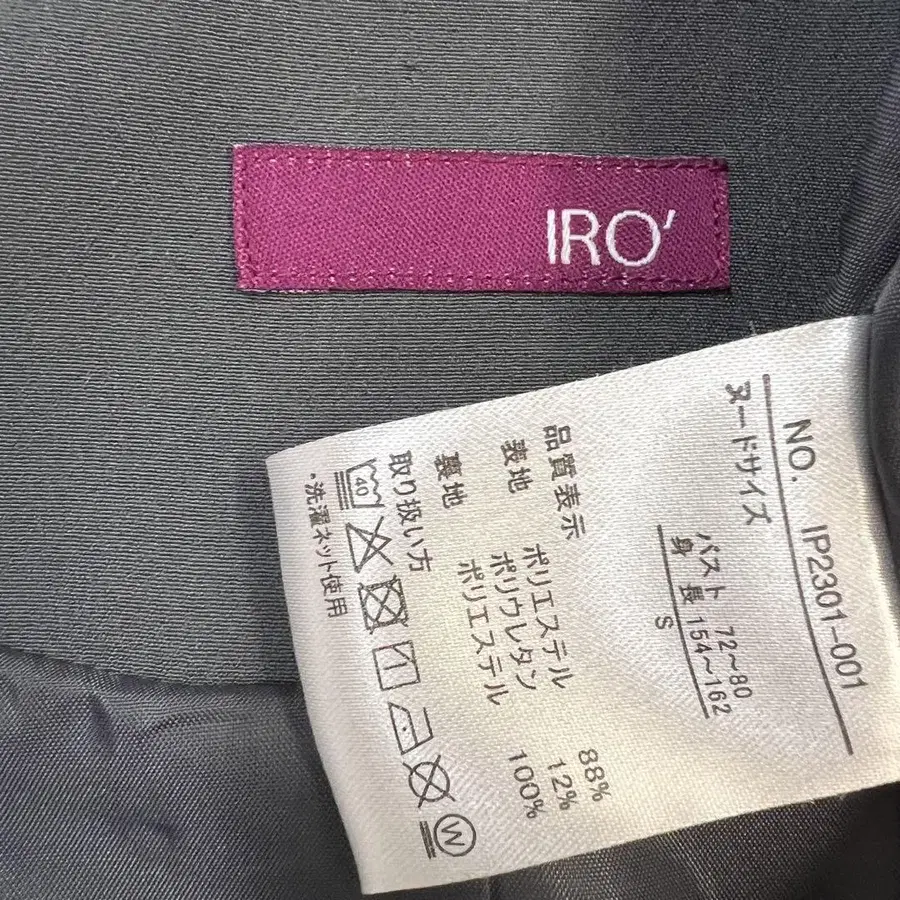 IRO'
NO. IP2301-001
ヌードサイズ
バスト 72～80
身長 154～162
S
品質表示
表地 ポリエステル 88%
ポリウレタン 12%
裏地 ポリエステル 100%
取り扱い方
40
W
・洗濯ネット使用